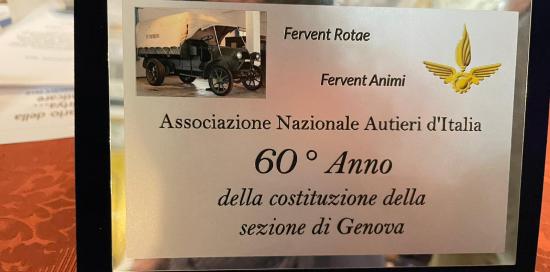 Fervent Rotae
Fervent Animi
Associazione Nazionale Autieri d'Italia
60° Anno
della costituzione della
sezione di Genova